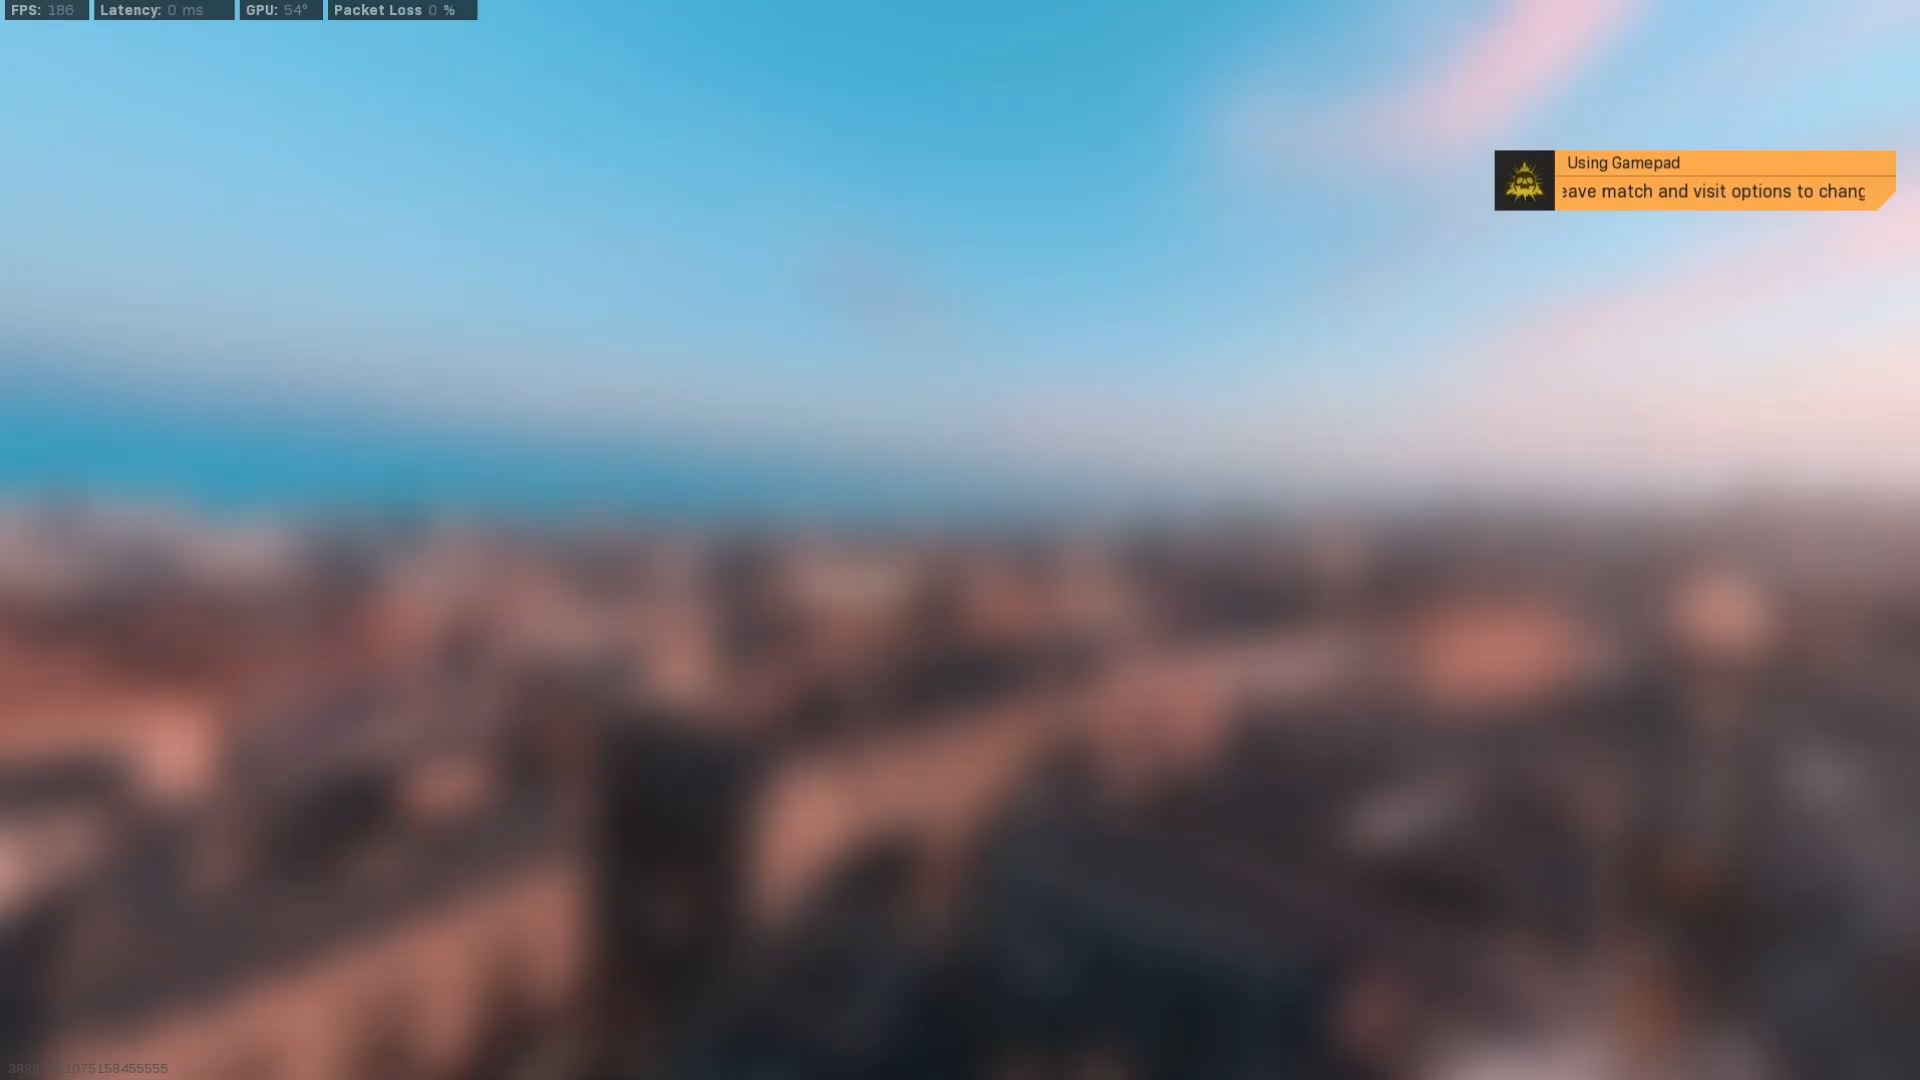 FPS: 186 Latency: 0 ms GPU: 54° Packet Loss 0 %
Using Gamepad
eave match and visit options to chang